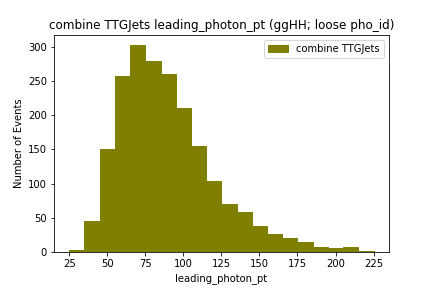 combine TTGJets leading_photon_pt (ggHH; loose pho_id)
combine TTGJets
Number of Events
300
250
200
150
100
50
0
25 50 75 100 125 150 175 200 225
leading_photon_pt